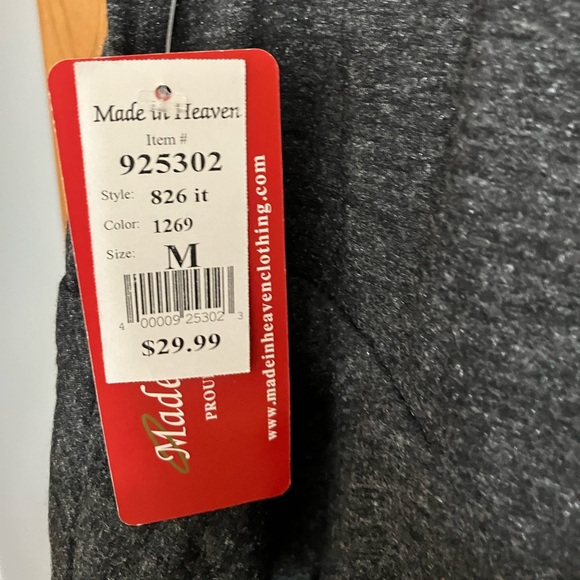 Made in Heaven
Item #
925302
Style: 826 it
Color: 1269
Size: M
4 00009 25302 3
$29.99
Made
PROU
www.madeinheavenclothing.com